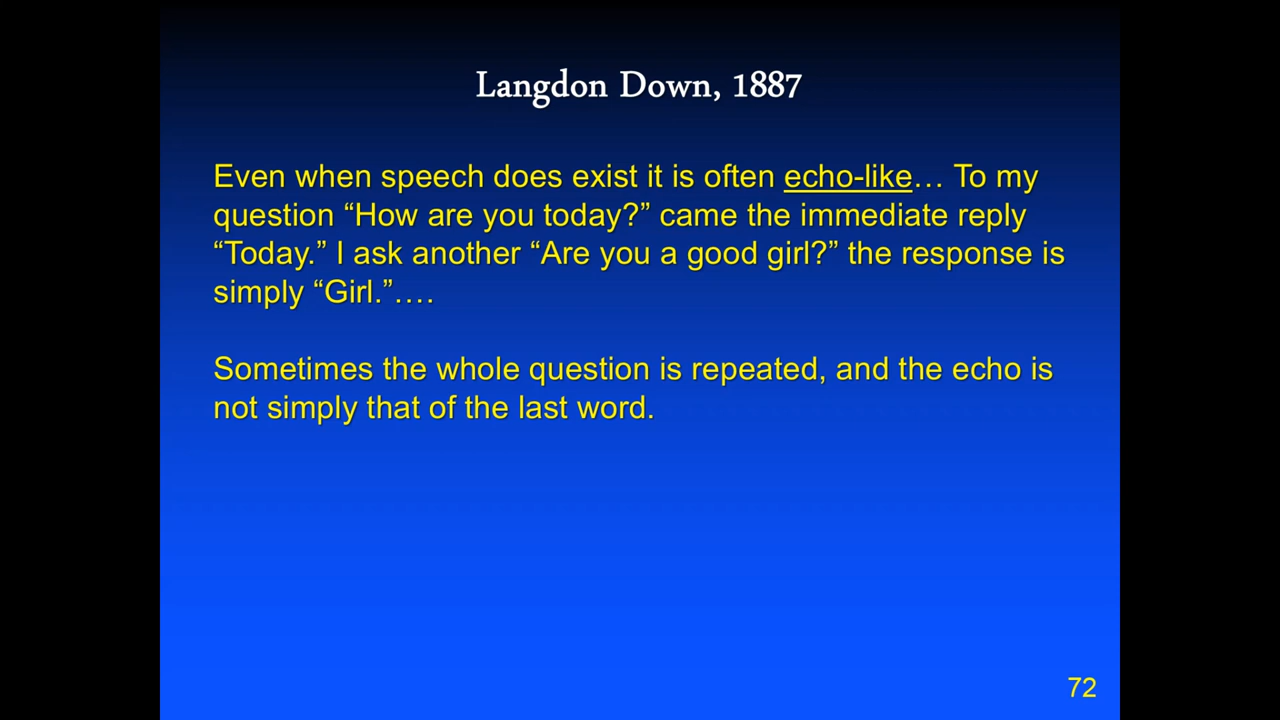 Langdon Down, 1887
Even when speech does exist it is often echo-like… To my
question “How are you today?” came the immediate reply
“Today.” I ask another “Are you a good girl?” the response is
simply “Girl.”….
Sometimes the whole question is repeated, and the echo is
not simply that of the last word.
72